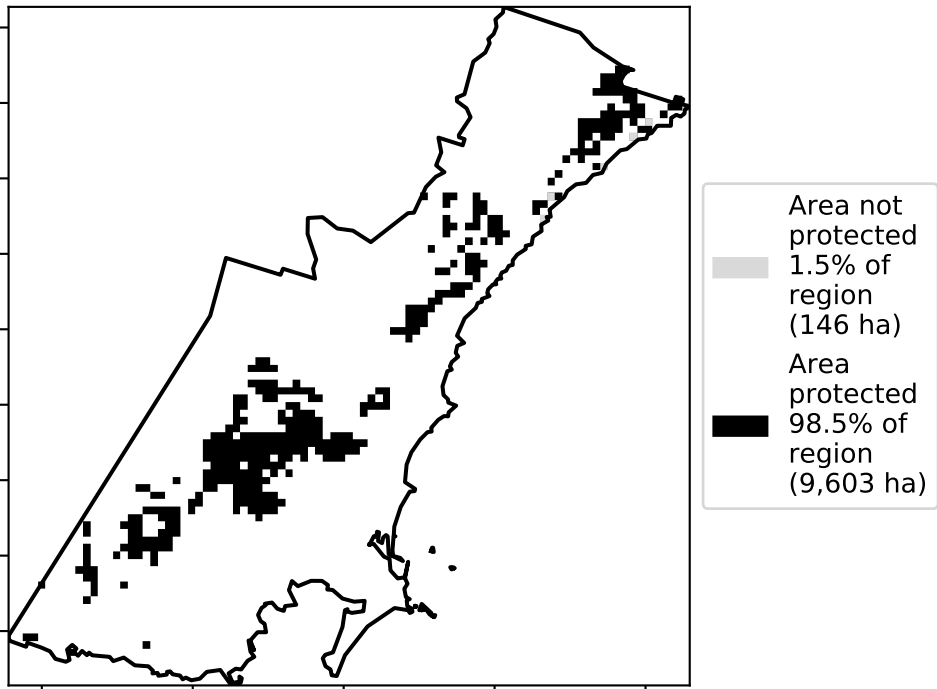 Area not
protected
1.5% of
region
(146 ha)
Area
protected
98.5% of
region
(9,603 ha)